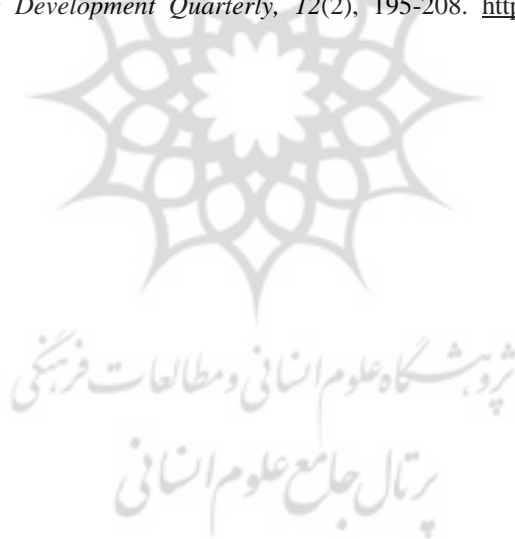 Development Quarterly, 12(2), 195-208. http
پژوهشگاه علوم انسانی و مطالعات فرهنگی
پرتال جامع علوم انسانی